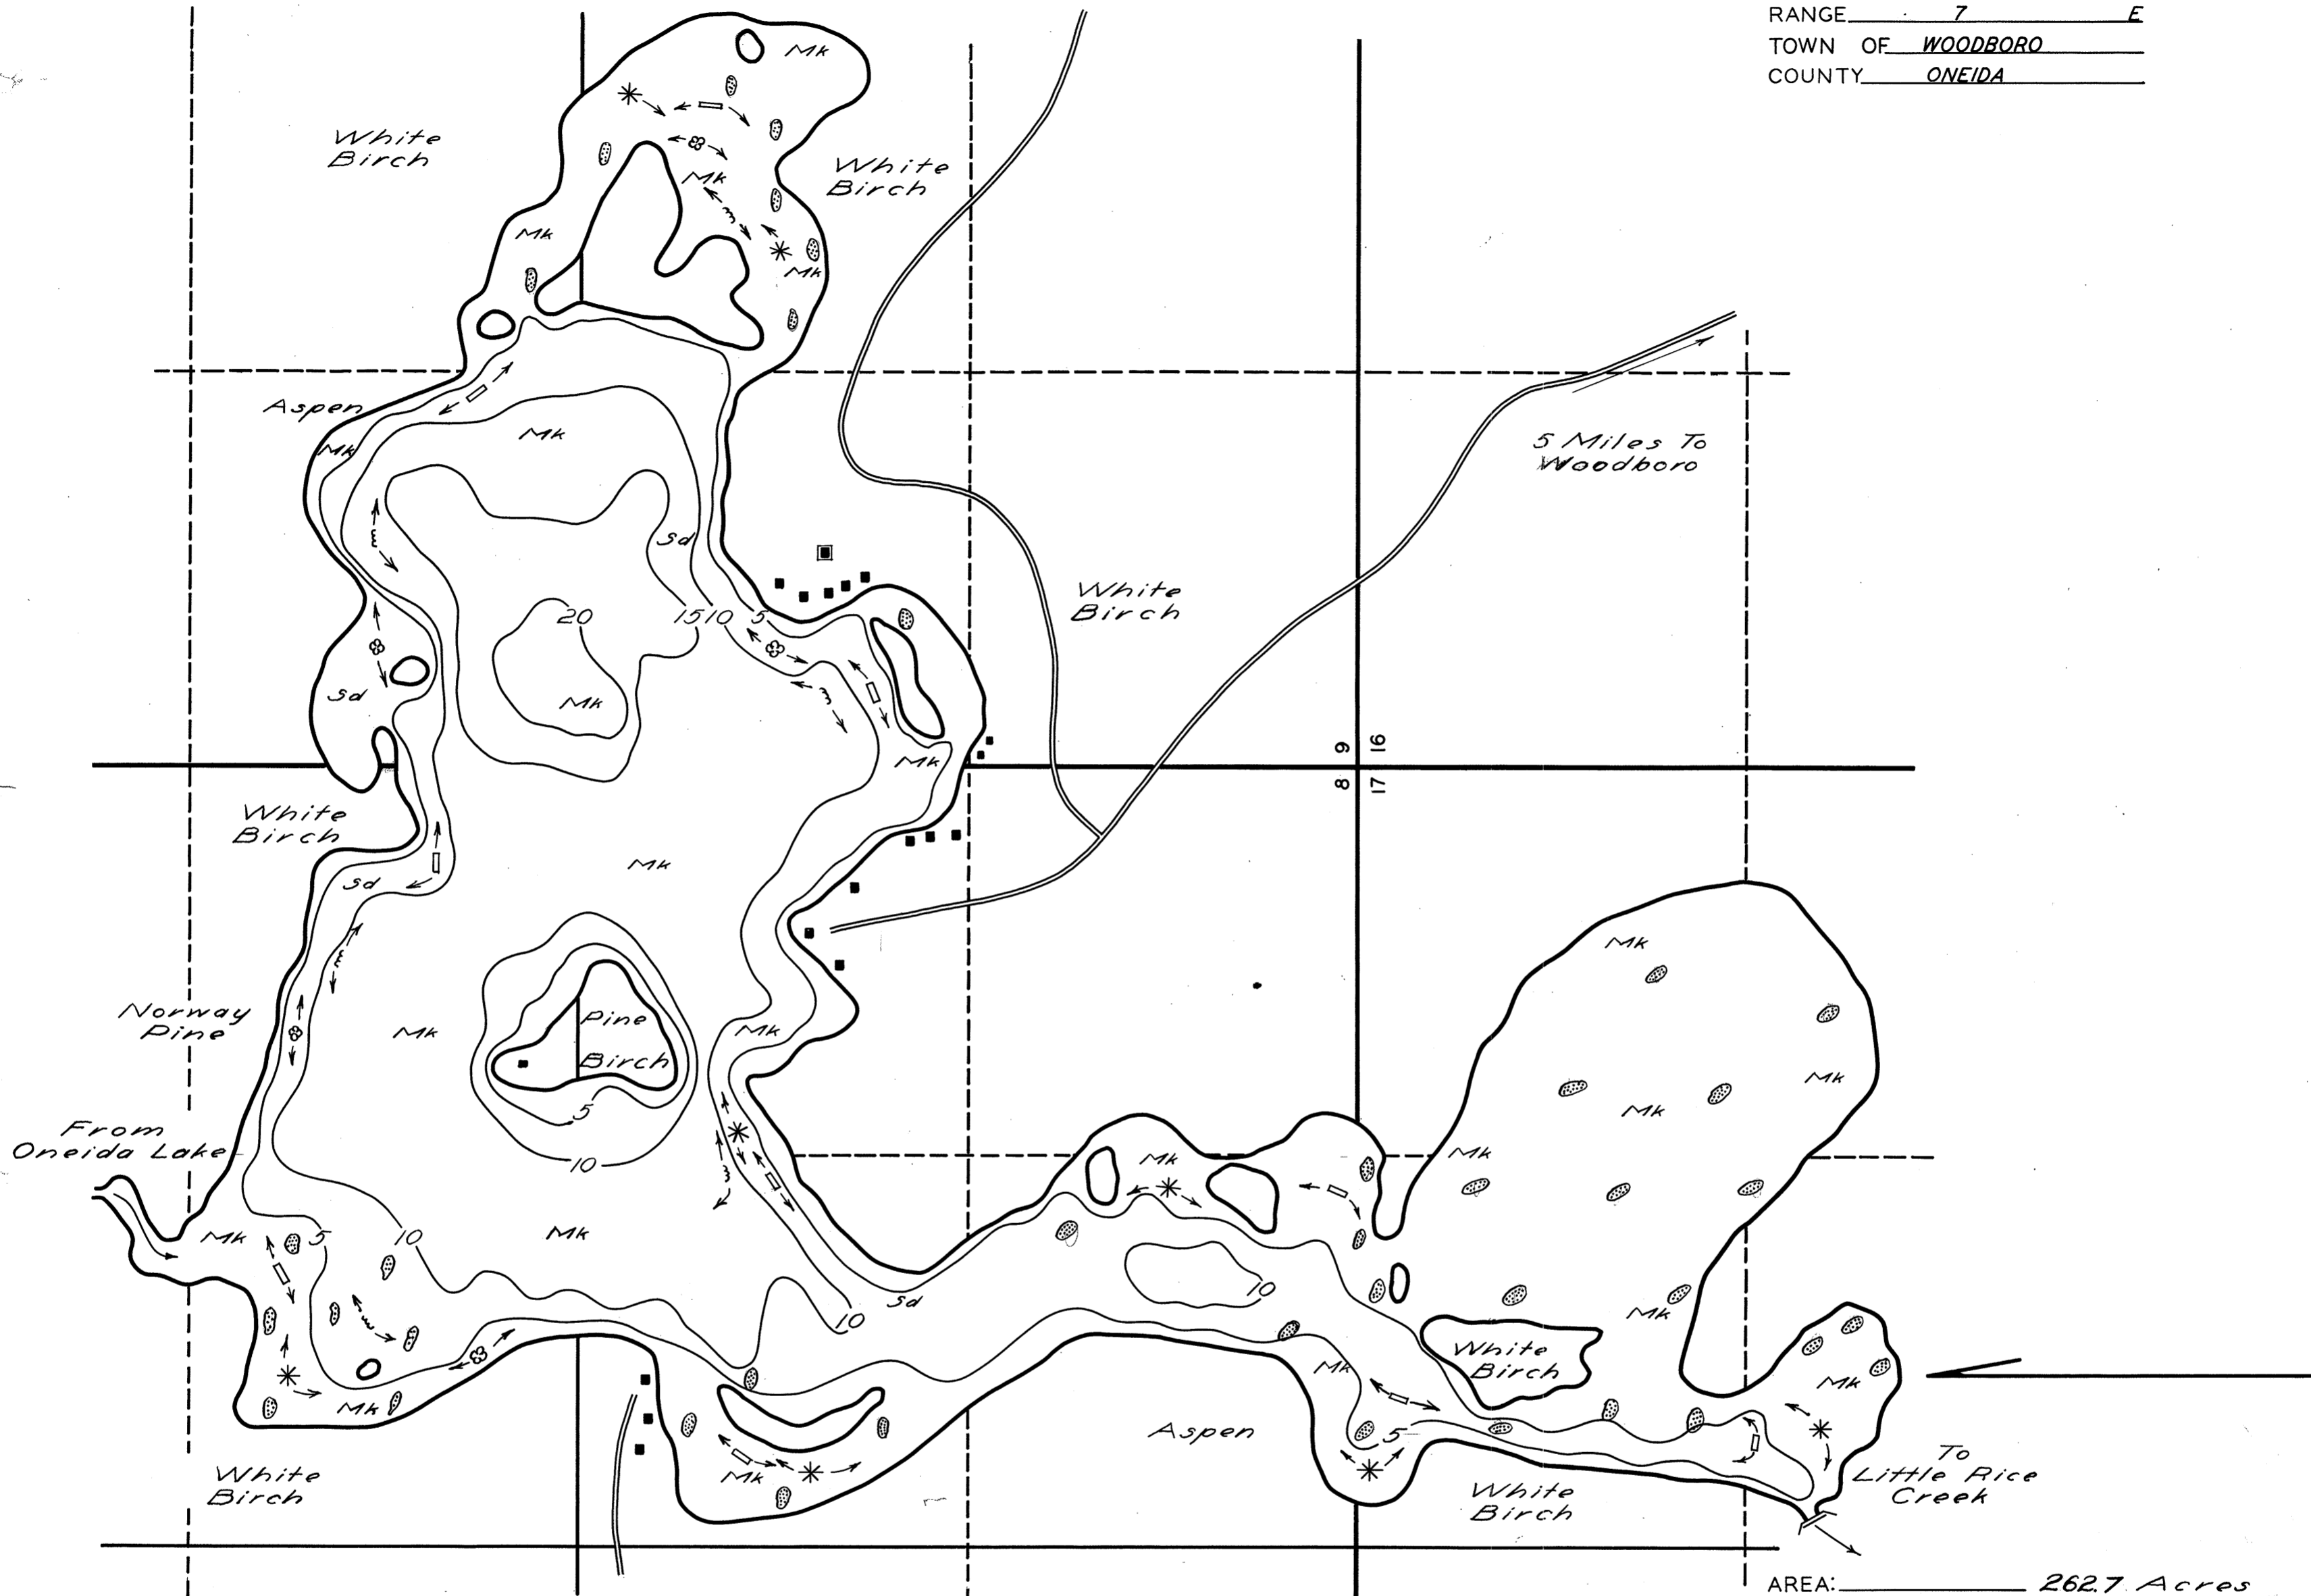 RANGE 7 E
TOWN OF WOODBORO
COUNTY ONEIDA
Mk
White
Birch
White
Birch
Mk
Mk
Mk
Aspen
Mk
Mk
5 Miles To
Woodboro
Sd
White
Birch
20
15
10
5
Sd
Mk
9
16
8
17
Mk
White
Birch
Mk
Sd
Mk
Norway
Pine
Mk
Pine
Birch
Mk
Mk
Mk
5
From
Oneida Lake
10
Mk
Mk
Mk
5
10
Mk
10
Sd
10
Mk
White
Birch
Mk
Mk
Mk
5
Aspen
Mk
White
Birch
White
Birch
To
Little Rice
Creek
AREA: 262.7 Acres